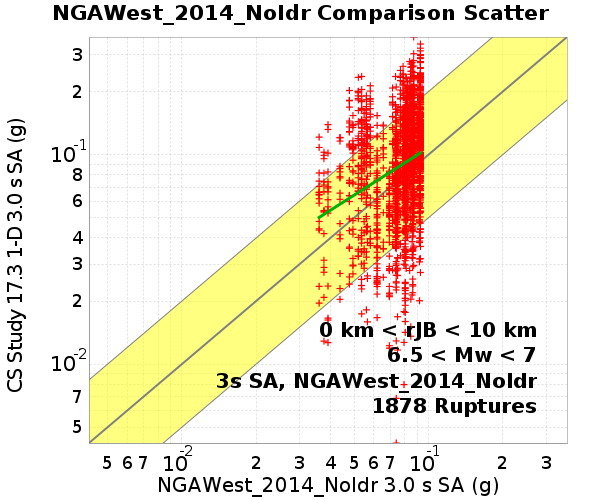 NGAWest_2014_NoIdr Comparison Scatter
CS Study 17.3 1-D 3.0 s SA (g)
3
2
10-1
8
6
4
3
2
10-2
7
5
0 km < rJB < 10 km
6.5 < Mw < 7
3s SA, NGAWest_2014_NoIdr
1878 Ruptures
5 6 7 10-2 2 3 4 5 6 7 10-1 2 3
NGAWest_2014_NoIdr 3.0 s SA (g)